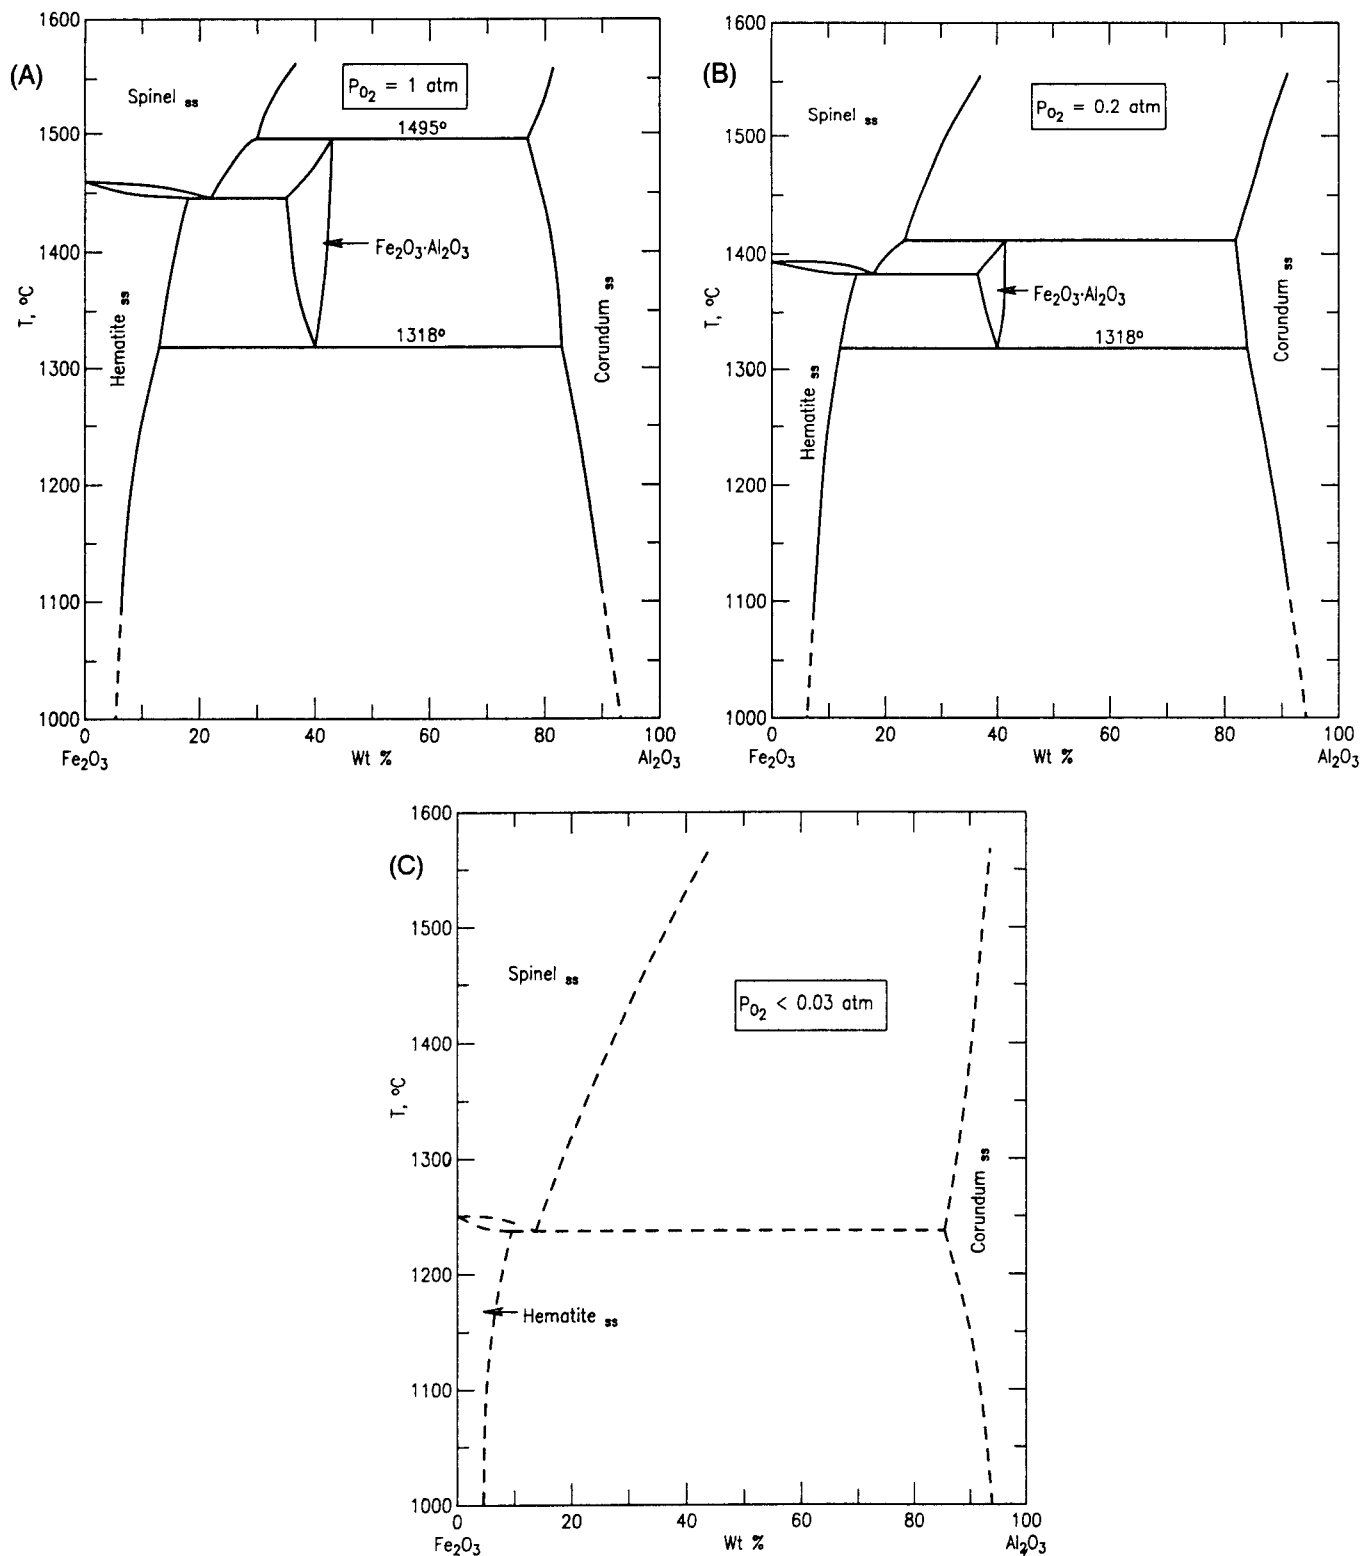 (A)
1600
1500
1400
1300
1200
1100
1000
T, °C
Spinel ss
P_O2 = 1 atm
1495°
Fe2O3·Al2O3
1318°
Hematite ss
Corundum ss
0 20 40 60 80 100
Fe2O3 Wt % Al2O3
(B)
1600
1500
1400
1300
1200
1100
1000
T, °C
Spinel ss
P_O2 = 0.2 atm
Fe2O3·Al2O3
1318°
Hematite ss
Corundum ss
0 20 40 60 80 100
Fe2O3 Wt % Al2O3
(C)
1600
1500
1400
1300
1200
1100
1000
T, °C
Spinel ss
P_O2 < 0.03 atm
Corundum ss
Hematite ss
0 20 40 60 80 100
Fe2O3 Wt % Al2O3